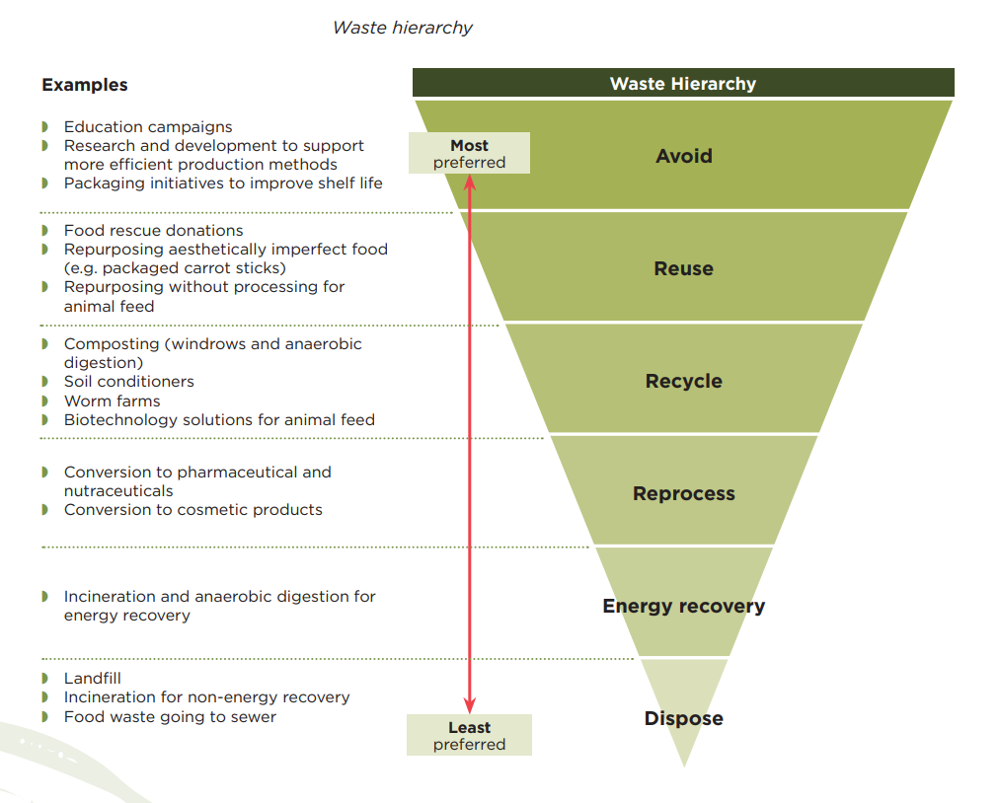 Waste hierarchy
Examples
Waste Hierarchy
Education campaigns
Research and development to support
more efficient production methods
Packaging initiatives to improve shelf life
Most
preferred
Avoid
Food rescue donations
Repurposing aesthetically imperfect food
(e.g. packaged carrot sticks)
Repurposing without processing for
animal feed
Reuse
Composting (windrows and anaerobic
digestion)
Soil conditioners
Worm farms
Biotechnology solutions for animal feed
Recycle
Conversion to pharmaceutical and
nutraceuticals
Conversion to cosmetic products
Reprocess
Incineration and anaerobic digestion for
energy recovery
Energy recovery
Landfill
Incineration for non-energy recovery
Food waste going to sewer
Least
preferred
Dispose